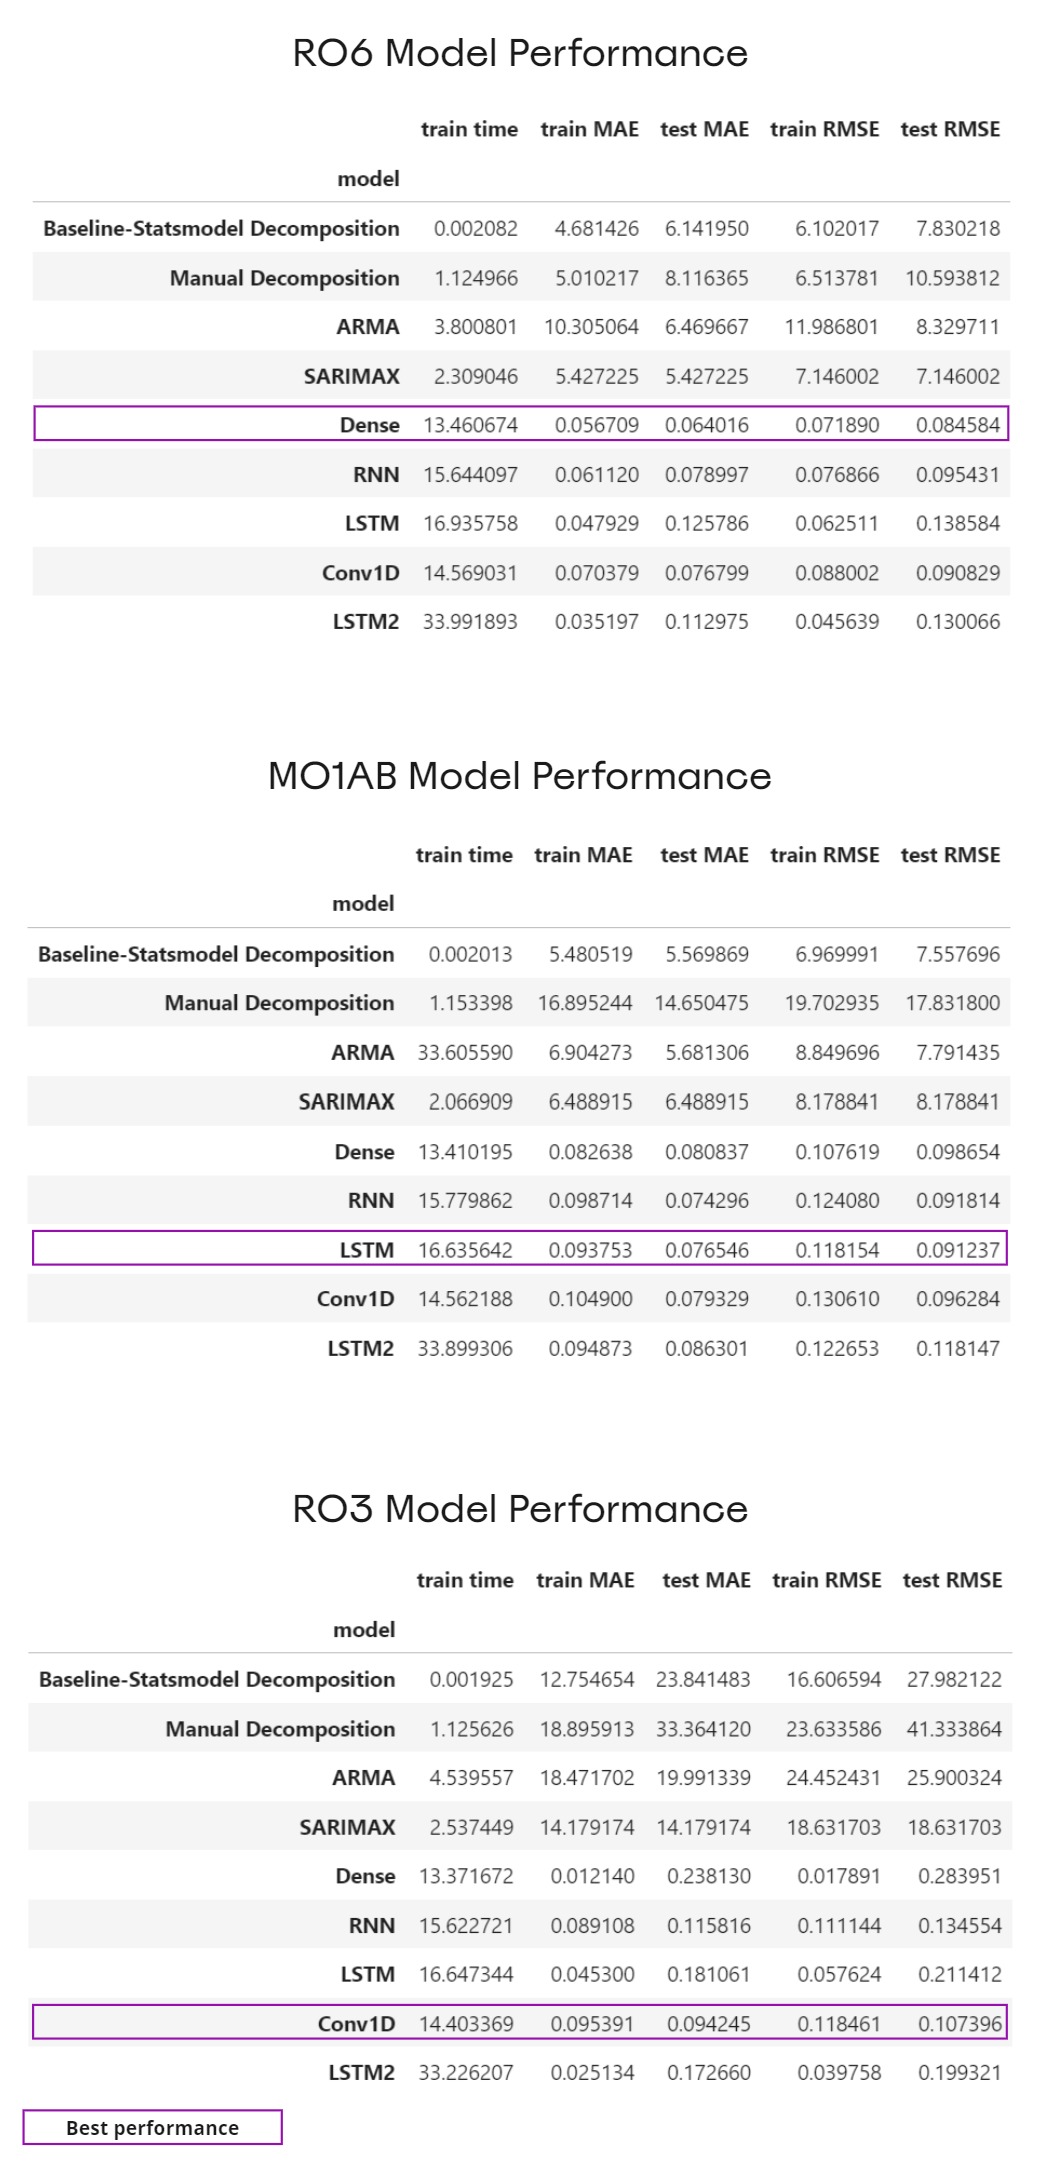 RO6 Model Performance
train time train MAE test MAE train RMSE test RMSE
model
Baseline-Statsmodel Decomposition 0.002082 4.681426 6.141950 6.102017 7.830218
Manual Decomposition 1.124966 5.010217 8.116365 6.513781 10.593812
ARMA 3.800801 10.305064 6.469667 11.986801 8.329711
SARIMAX 2.309046 5.427225 5.427225 7.146002 7.146002
Dense 13.460674 0.056709 0.064016 0.071890 0.084584
RNN 15.644097 0.061120 0.078997 0.076866 0.095431
LSTM 16.935758 0.047929 0.125786 0.062511 0.138584
Conv1D 14.569031 0.070379 0.076799 0.088002 0.090829
LSTM2 33.991893 0.035197 0.112975 0.045639 0.130066
MO1AB Model Performance
train time train MAE test MAE train RMSE test RMSE
model
Baseline-Statsmodel Decomposition 0.002013 5.480519 5.569869 6.969991 7.557696
Manual Decomposition 1.153398 16.895244 14.650475 19.702935 17.831800
ARMA 33.605590 6.904273 5.681306 8.849696 7.791435
SARIMAX 2.066909 6.488915 6.488915 8.178841 8.178841
Dense 13.410195 0.082638 0.080837 0.107619 0.098654
RNN 15.779862 0.098714 0.074296 0.124080 0.091814
LSTM 16.635642 0.093753 0.076546 0.118154 0.091237
Conv1D 14.562188 0.104900 0.079329 0.130610 0.096284
LSTM2 33.899306 0.094873 0.086301 0.122653 0.118147
RO3 Model Performance
train time train MAE test MAE train RMSE test RMSE
model
Baseline-Statsmodel Decomposition 0.001925 12.754654 23.841483 16.606594 27.982122
Manual Decomposition 1.125626 18.895913 33.364120 23.633586 41.333864
ARMA 4.539557 18.471702 19.991339 24.452431 25.900324
SARIMAX 2.537449 14.179174 14.179174 18.631703 18.631703
Dense 13.371672 0.012140 0.238130 0.017891 0.283951
RNN 15.622721 0.089108 0.115816 0.111144 0.134554
LSTM 16.647344 0.045300 0.181061 0.057624 0.211412
Conv1D 14.403369 0.095391 0.094245 0.118461 0.107396
LSTM2 33.226207 0.025134 0.172660 0.039758 0.199321
Best performance